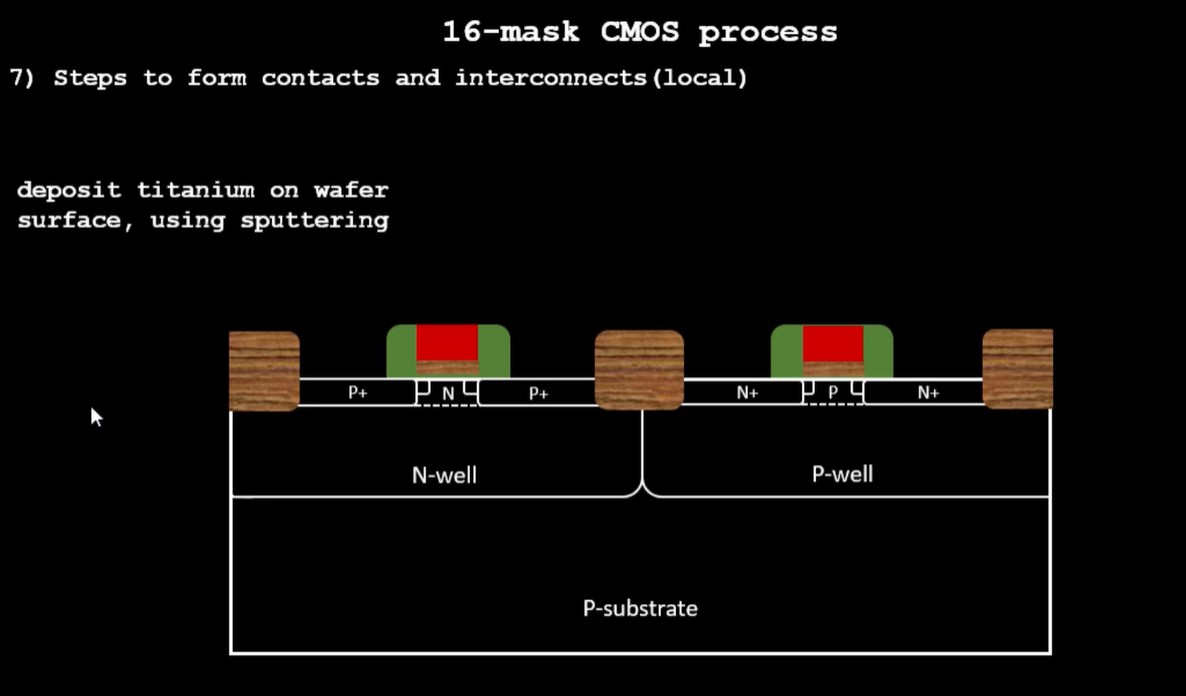 16-mask CMOS process
7) Steps to form contacts and interconnects(local)
deposit titanium on wafer
surface, using sputtering
P+ N P+ N+ P N+
N-well P-well
P-substrate